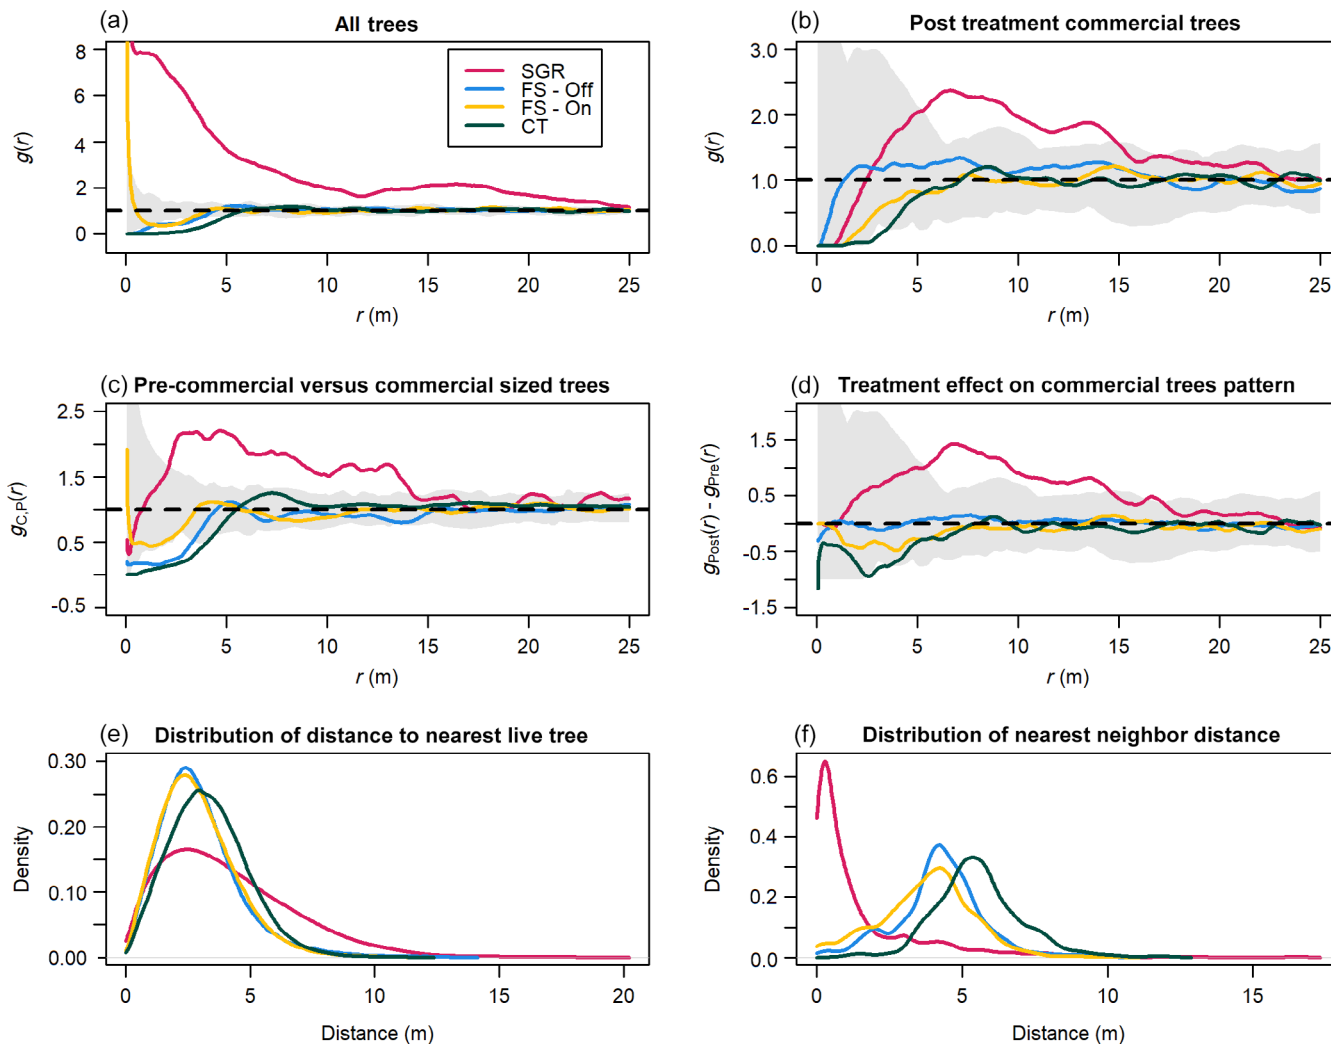 (a) All trees
8
6
4
2
0
g(r)
SGR
FS - Off
FS - On
CT
0 5 10 15 20 25
r (m)
(b) Post treatment commercial trees
3.0
2.0
1.0
0.0
g(r)
0 5 10 15 20 25
r (m)
(c) Pre-commercial versus commercial sized trees
2.5
1.5
0.5
-0.5
gC,P(r)
0 5 10 15 20 25
r (m)
(d) Treatment effect on commercial trees pattern
1.5
0.5
-0.5
-1.5
gPost(r) - gPre(r)
0 5 10 15 20 25
r (m)
(e) Distribution of distance to nearest live tree
0.30
0.20
0.10
0.00
Density
0 5 10 15 20
Distance (m)
(f) Distribution of nearest neighbor distance
0.6
0.4
0.2
0.0
Density
0 5 10 15
Distance (m)